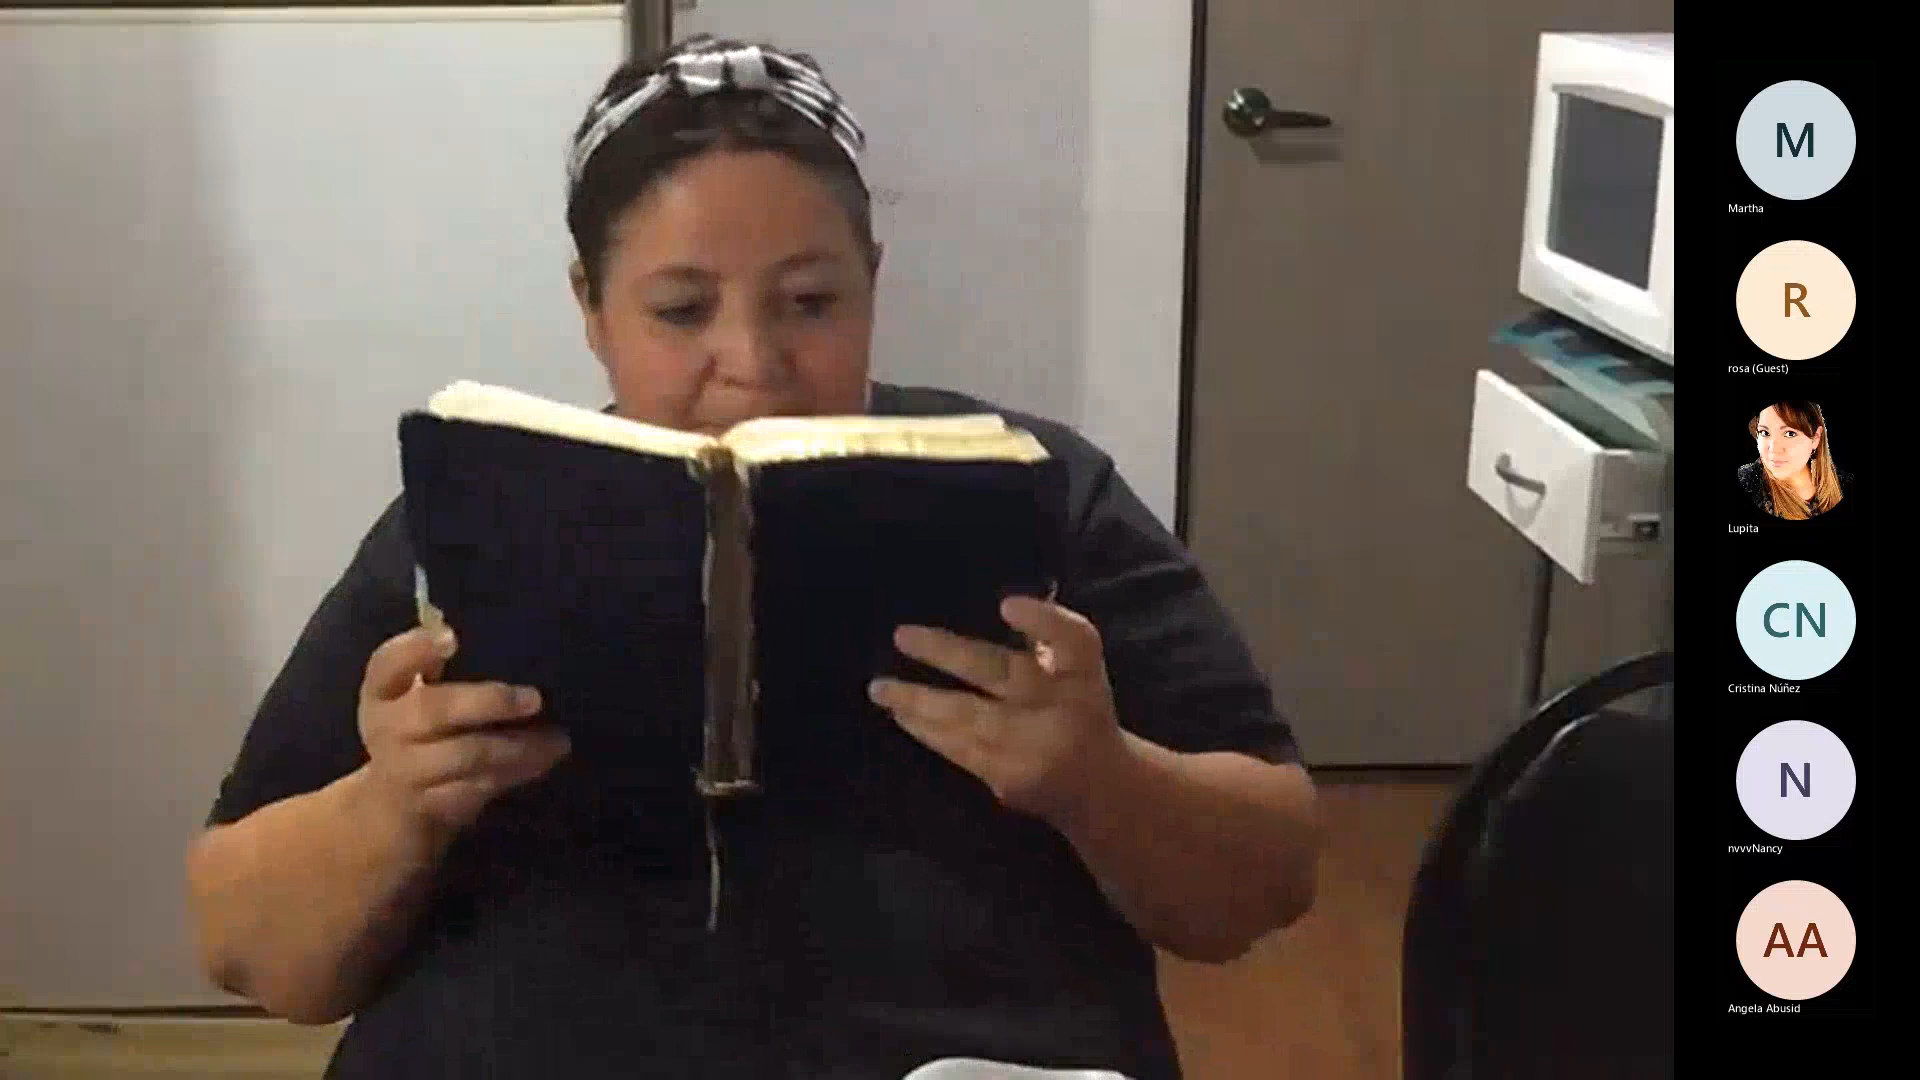 M
Martha
R
rosa (Guest)
Lupita
CN
Cristina Núñez
N
nvvvNancy
AA
Angela Abusid